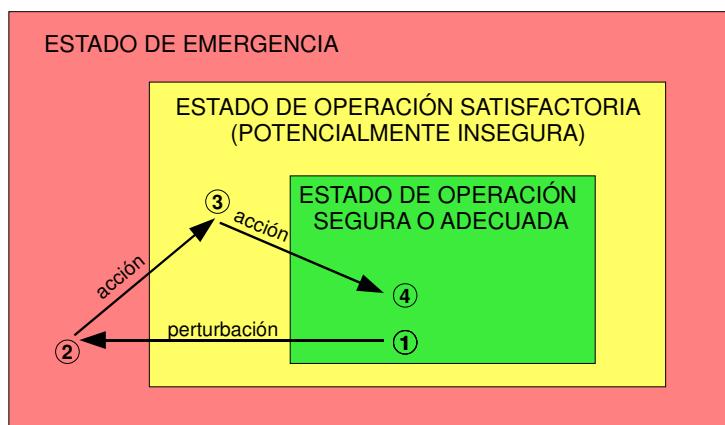 ESTADO DE EMERGENCIA
ESTADO DE OPERACIÓN SATISFACTORIA
(POTENCIALMENTE INSEGURA)
ESTADO DE OPERACIÓN
SEGURA O ADECUADA
3
acción
acción
4
perturbación
1
2